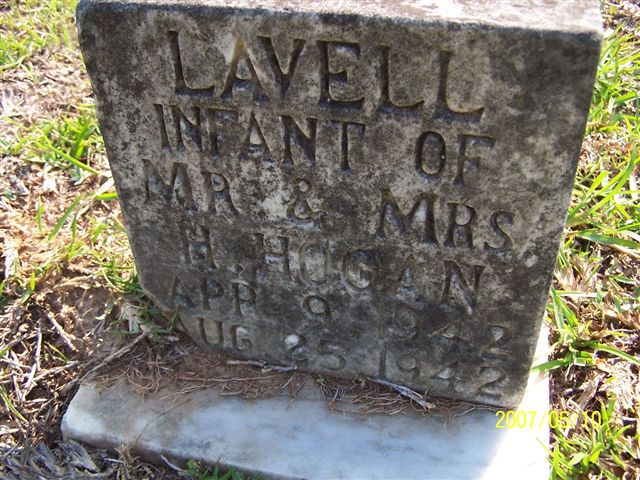 LAVELL
INFANT OF
MR & MRS.
H. HOGAN
APR 9 1942
AUG 25 1942
2007/05/10